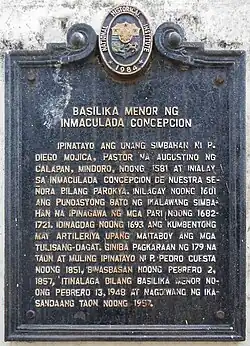 NATIONAL HISTORICAL INSTITUTE
1984
BASILIKA MENOR NG
INMACULADA CONCEPCION
IPINATAYO ANG UNANG SIMBAHAN NI P.
DIEGO MOJICA, PASTOR NA AUGUSTINO NG
CALAPAN, MINDORO, NOONG 1581 AT INIALAY
SA INMACULADA CONCEPCION DE NUESTRA SE-
ÑORA BILANG PAROKYA. INILAGAY NOONG 1601
ANG PUNDASYONG BATO NG IKALAWANG SIMBA-
HAN NA IPINAGAWA NG MGA PARI NOONG 1682-
1721. IDINAGDAG NOONG 1693 ANG KUMBENTONG
MAY ARTILERIYA UPANG MAITABOY ANG MGA
TULISANG-DAGAT. GINIBA PAGKARAAN NG 179 NA
TAON AT MULING IPINATAYO NI P. PEDRO CUESTA
NOONG 1851, BINASBASAN NOONG PEBRERO 2,
1857. ITINALAGA BILANG BASILIKA MENOR NO-
ONG PEBRERO 13, 1948 AT NAGDIWANG NG IKA-
SANDAANG TAON NOONG 1957.